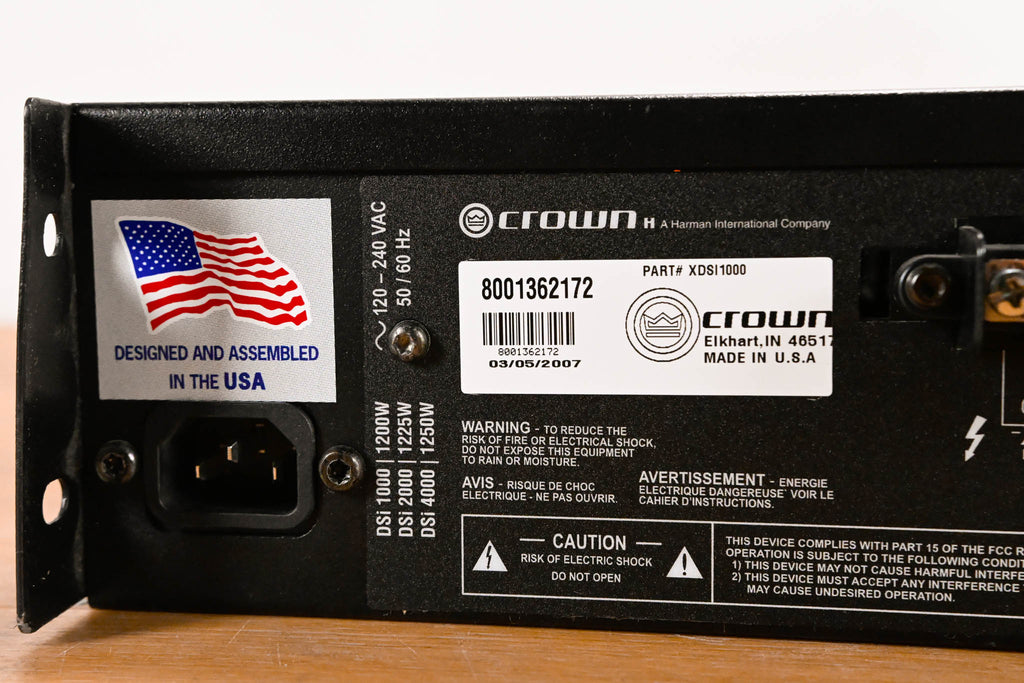 DESIGNED AND ASSEMBLED
IN THE USA
~ 120 – 240 VAC
50 / 60 Hz
DSi 1000 | 1200W
DSi 2000 | 1225W
DSi 4000 | 1250W
crown H A Harman International Company
PART# XDSI1000
8001362172
8001362172
03/05/2007
crown
Elkhart, IN 46517
MADE IN U.S.A
WARNING - TO REDUCE THE
RISK OF FIRE OR ELECTRICAL SHOCK,
DO NOT EXPOSE THIS EQUIPMENT
TO RAIN OR MOISTURE.
AVIS - RISQUE DE CHOC
ELECTRIQUE - NE PAS OUVRIR.
AVERTISSEMENT - ENERGIE
ELECTRIQUE DANGEREUSE' VOIR LE
CAHIER D'INSTRUCTIONS.
CAUTION
RISK OF ELECTRIC SHOCK
DO NOT OPEN
THIS DEVICE COMPLIES WITH PART 15 OF THE FCC
OPERATION IS SUBJECT TO THE FOLLOWING
1) THIS DEVICE MAY NOT CAUSE HARMFUL
2) THIS DEVICE MUST ACCEPT ANY INTERFERENCE
MAY CAUSE UNDESIRED OPERATION.